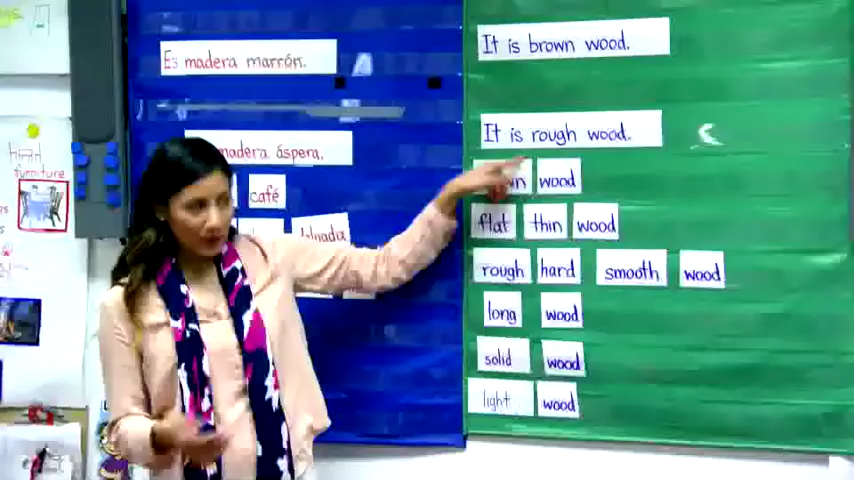 Es madera marrón.
madera áspera.
café
furniture
It is brown wood.
It is rough wood.
wood
flat thin wood
rough hard smooth wood
long wood
solid wood
light wood